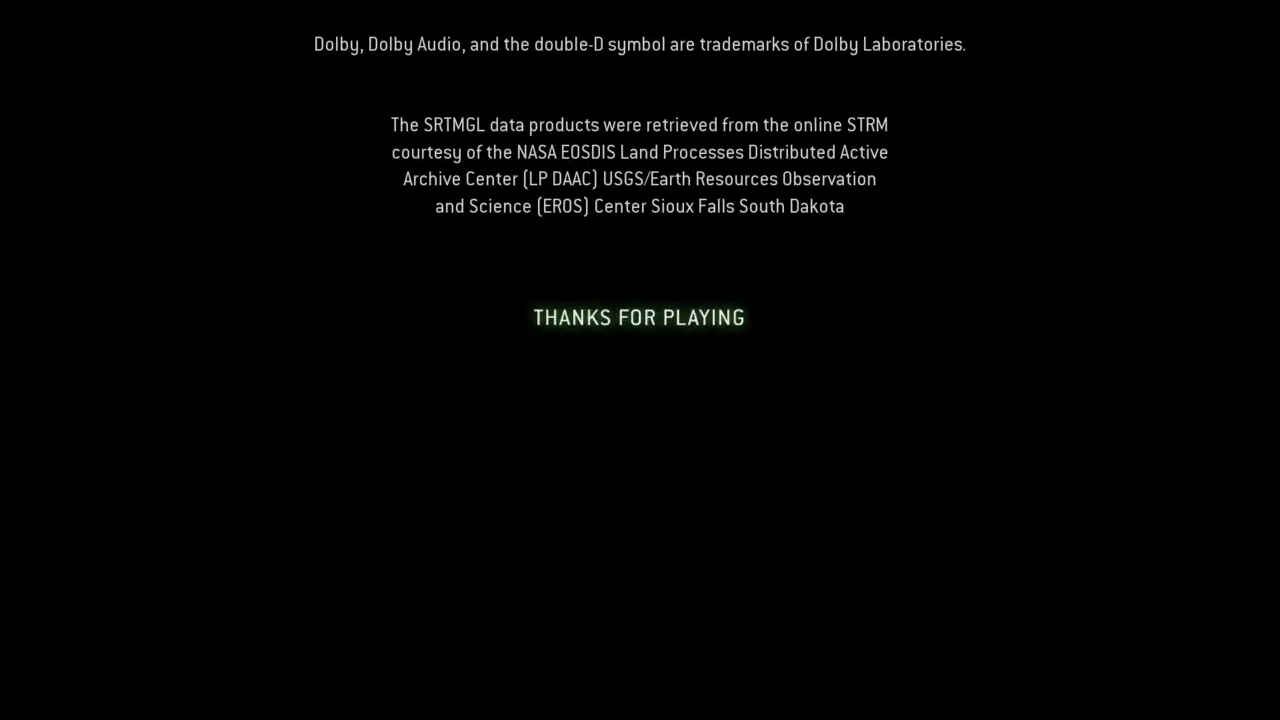 Dolby, Dolby Audio, and the double-D symbol are trademarks of Dolby Laboratories.
The SRTMGL data products were retrieved from the online STRM
courtesy of the NASA EOSDIS Land Processes Distributed Active
Archive Center (LP DAAC) USGS/Earth Resources Observation
and Science (EROS) Center Sioux Falls South Dakota
THANKS FOR PLAYING